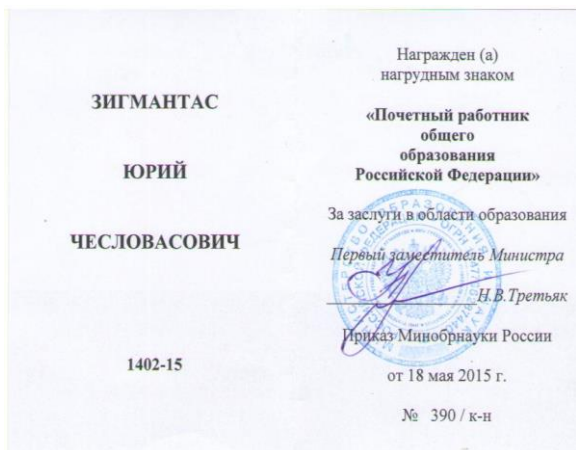 ЗИГМАНТАС
ЮРИЙ
ЧЕСЛОВАСОВИЧ
1402-15
Награжден (а)
нагрудным знаком
«Почетный работник
общего
образования
Российской Федерации»
За заслуги в области образования
Первый заместитель Министра
Н.В.Третьяк
Приказ Минобрнауки России
от 18 мая 2015 г.
№ 390 / к-н